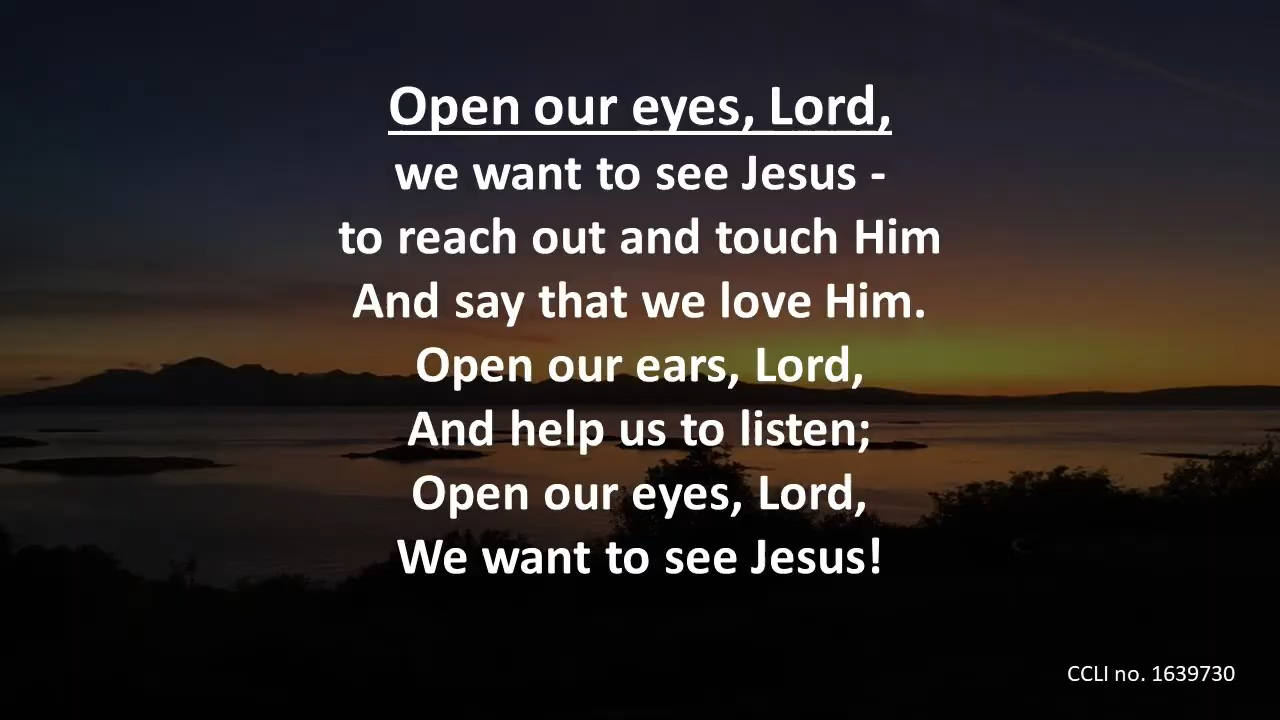 Open our eyes, Lord,
we want to see Jesus -
to reach out and touch Him
And say that we love Him.
Open our ears, Lord,
And help us to listen;
Open our eyes, Lord,
We want to see Jesus!
CCLI no. 1639730